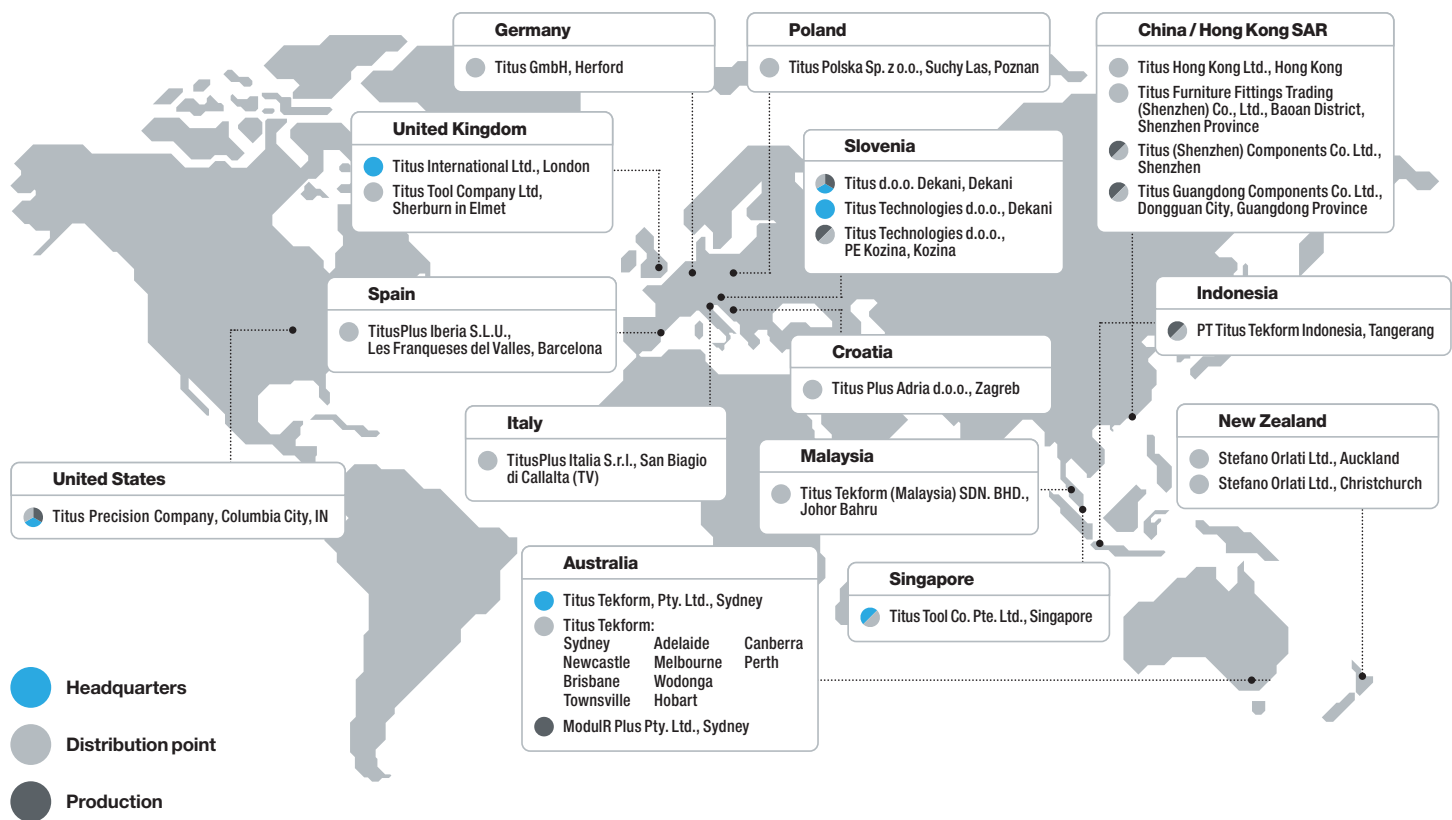 Germany
Titus GmbH, Herford
Poland
Titus Polska Sp. z o.o., Suchy Las, Poznan
China / Hong Kong SAR
Titus Hong Kong Ltd., Hong Kong
Titus Furniture Fittings Trading
(Shenzhen) Co., Ltd., Baoan District,
Shenzhen Province
Titus (Shenzhen) Components Co. Ltd.,
Shenzhen
Titus Guangdong Components Co. Ltd.,
Dongguan City, Guangdong Province
United Kingdom
Titus International Ltd., London
Titus Tool Company Ltd,
Sherburn in Elmet
Slovenia
Titus d.o.o. Dekani, Dekani
Titus Technologies d.o.o., Dekani
Titus Technologies d.o.o.,
PE Kozina, Kozina
Spain
TitusPlus Iberia S.L.U.,
Les Franqueses del Valles, Barcelona
Indonesia
PT Titus Tekform Indonesia, Tangerang
Croatia
Titus Plus Adria d.o.o., Zagreb
Italy
TitusPlus Italia S.r.l., San Biagio
di Callalta (TV)
New Zealand
Stefano Orlati Ltd., Auckland
Stefano Orlati Ltd., Christchurch
Malaysia
Titus Tekform (Malaysia) SDN. BHD.,
Johor Bahru
United States
Titus Precision Company, Columbia City, IN
Australia
Titus Tekform, Pty. Ltd., Sydney
Titus Tekform:
Sydney Adelaide Canberra
Newcastle Melbourne Perth
Brisbane Wodonga
Townsville Hobart
ModulR Plus Pty. Ltd., Sydney
Singapore
Titus Tool Co. Pte. Ltd., Singapore
Headquarters
Distribution point
Production